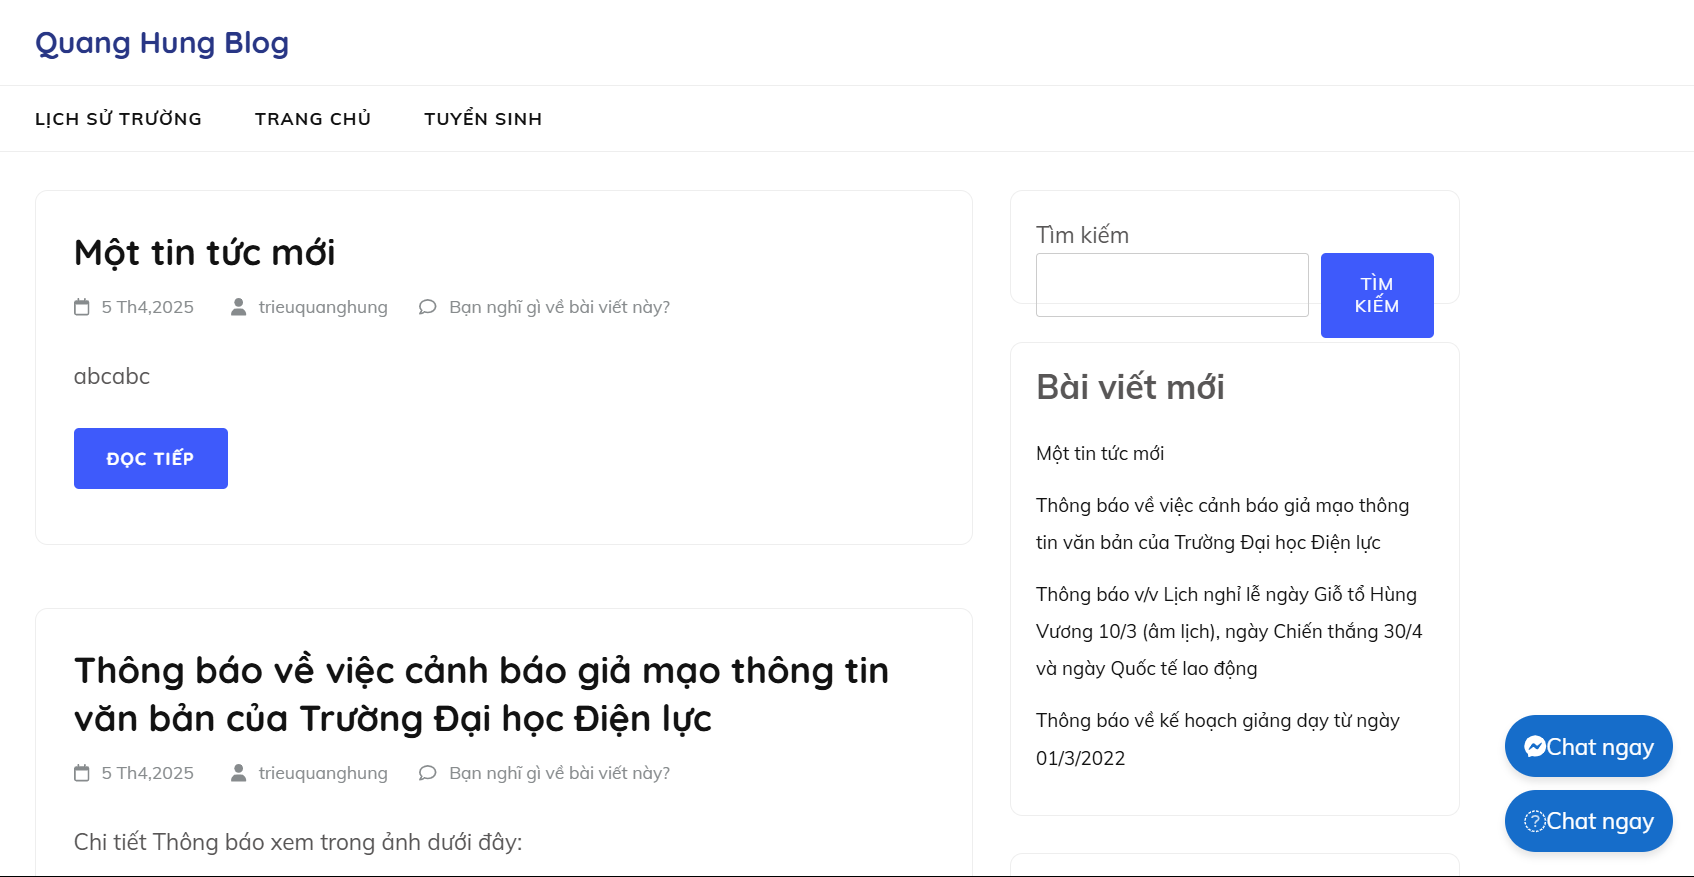 Quang Hung Blog
LỊCH SỬ TRƯỜNG
TRANG CHỦ
TUYỂN SINH
Một tin tức mới
5 Th4,2025
trieuquanghung
Bạn nghĩ gì về bài viết này?
abcabc
ĐỌC TIẾP
Thông báo về việc cảnh báo giả mạo thông tin
văn bản của Trường Đại học Điện lực
5 Th4,2025
trieuquanghung
Bạn nghĩ gì về bài viết này?
Chi tiết Thông báo xem trong ảnh dưới đây:
Tìm kiếm
TÌM
KIẾM
Bài viết mới
Một tin tức mới
Thông báo về việc cảnh báo giả mạo thông
tin văn bản của Trường Đại học Điện lực
Thông báo v/v Lịch nghỉ lễ ngày Giỗ tổ Hùng
Vương 10/3 (âm lịch), ngày Chiến thắng 30/4
và ngày Quốc tế lao động
Thông báo về kế hoạch giảng dạy từ ngày
01/3/2022
Chat ngay
Chat ngay